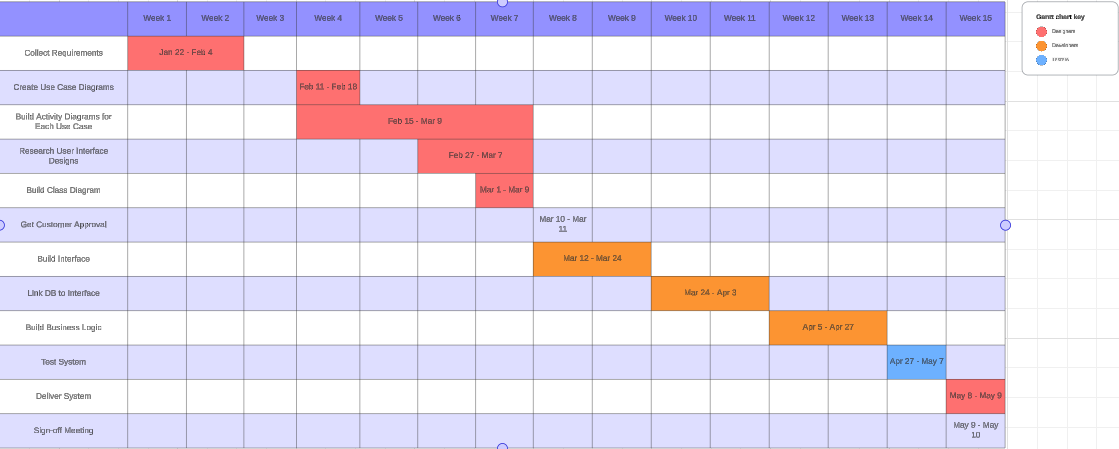 Week 1 Week 2 Week 3 Week 4 Week 5 Week 6 Week 7 Week 8 Week 9 Week 10 Week 11 Week 12 Week 13 Week 14 Week 15
Collect Requirements Jan 22 - Feb 4
Create Use Case Diagrams Feb 11 - Feb 18
Build Activity Diagrams for
Each Use Case
Feb 15 - Mar 9
Research User Interface
Designs
Feb 27 - Mar 7
Build Class Diagram Mar 1 - Mar 9
Get Customer Approval
Mar 10 - Mar
11
Build Interface Mar 12 - Mar 24
Link DB to Interface Mar 24 - Apr 3
Build Business Logic Apr 5 - Apr 27
Test System Apr 27 - May 7
Deliver System May 8 - May 9
Sign-off Meeting
May 9 - May
10
Gantt chart key
Designers
Developers